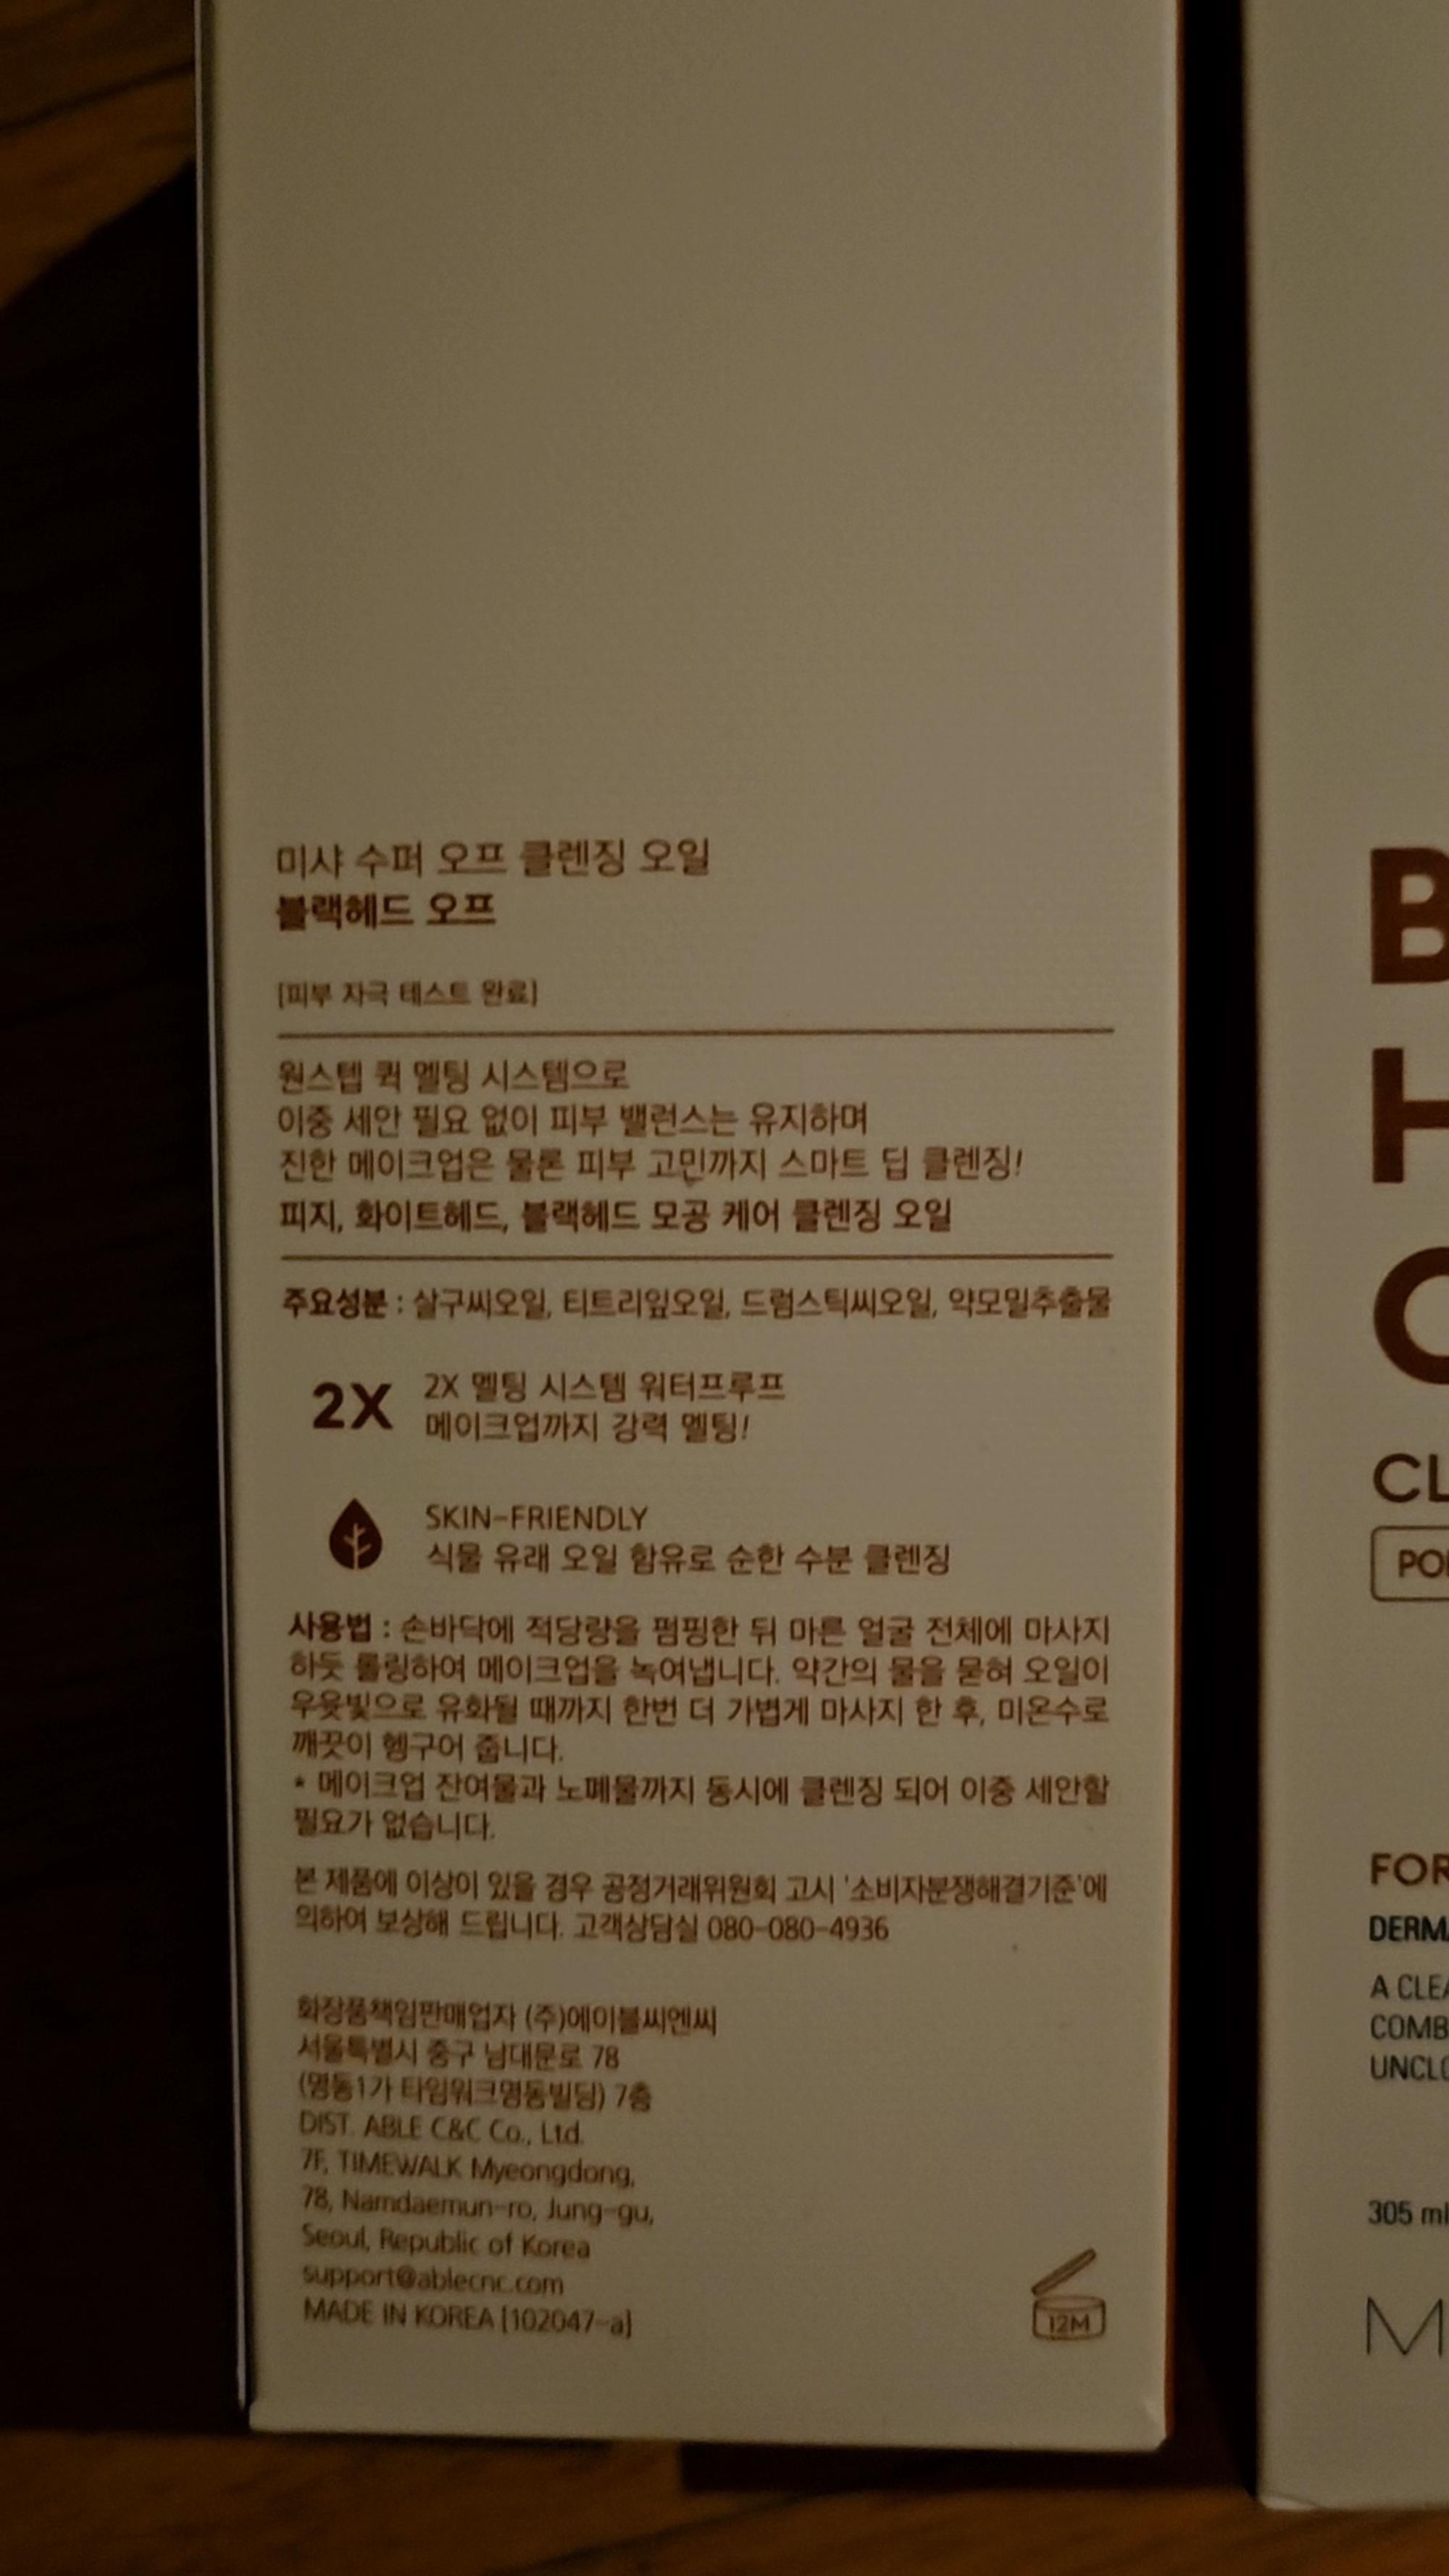 미샤 수퍼 오프 클렌징 오일
블랙헤드 오프
[피부 자극 테스트 완료]
원스텝 퀵 멜팅 시스템으로
이중 세안 필요 없이 피부 밸런스는 유지하며
진한 메이크업은 물론 피부 고민까지 스마트 딥 클렌징!
피지, 화이트헤드, 블랙헤드 모공 케어 클렌징 오일
주요성분 : 살구씨오일, 티트리잎오일, 드럼스틱씨오일, 약모밀추출물
2X
2X 멜팅 시스템 워터프루프
메이크업까지 강력 멜팅!
SKIN-FRIENDLY
식물 유래 오일 함유로 순한 수분 클렌징
사용법 : 손바닥에 적당량을 펌핑한 뒤 마른 얼굴 전체에 마사지
하듯 롤링하여 메이크업을 녹여냅니다. 약간의 물을 묻혀 오일이
우윳빛으로 유화될 때까지 한번 더 가볍게 마사지 한 후, 미온수로
깨끗이 헹구어 줍니다.
* 메이크업 잔여물과 노폐물까지 동시에 클렌징 되어 이중 세안할
필요가 없습니다.
본 제품에 이상이 있을 경우 공정거래위원회 고시 '소비자분쟁해결기준'에
의하여 보상해 드립니다. 고객상담실 080-080-4936
화장품책임판매업자 (주)에이블씨엔씨
서울특별시 중구 남대문로 78
(명동1가 타임워크명동빌딩) 7층
DIST. ABLE C&C Co., Ltd.
7F, TIMEWALK Myeongdong,
78, Namdaemun-ro, Jung-gu,
Seoul, Republic of Korea
support@ablecnc.com
MADE IN KOREA [102047-a]
12M
B
H
O
CL
FOR
DERMA
A CLEA
COMB
UNCLO
305 ml
M